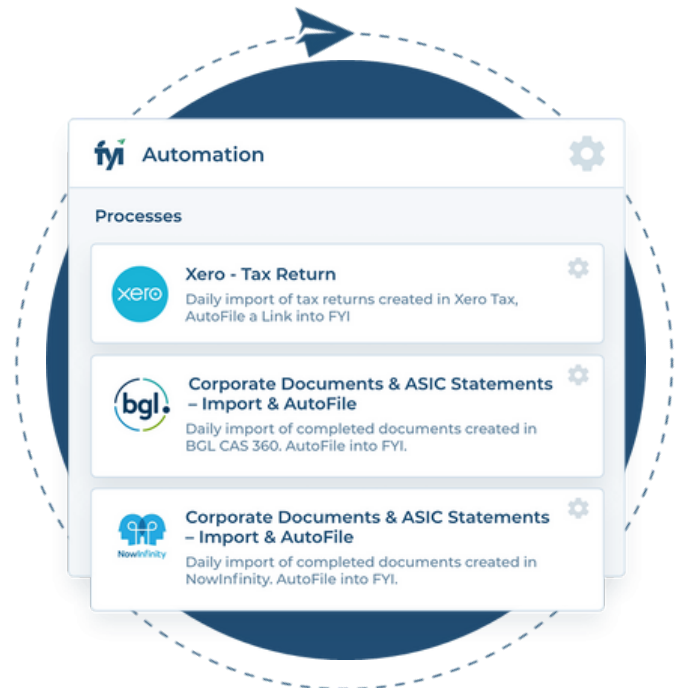 fyi Automation
Processes
xero
Xero - Tax Return
Daily import of tax returns created in Xero Tax,
AutoFile a Link into FYI
bgl.
Corporate Documents & ASIC Statements
– Import & AutoFile
Daily import of completed documents created in
BGL CAS 360. AutoFile into FYI.
NowInfinity
Corporate Documents & ASIC Statements
– Import & AutoFile
Daily import of completed documents created in
NowInfinity. AutoFile into FYI.